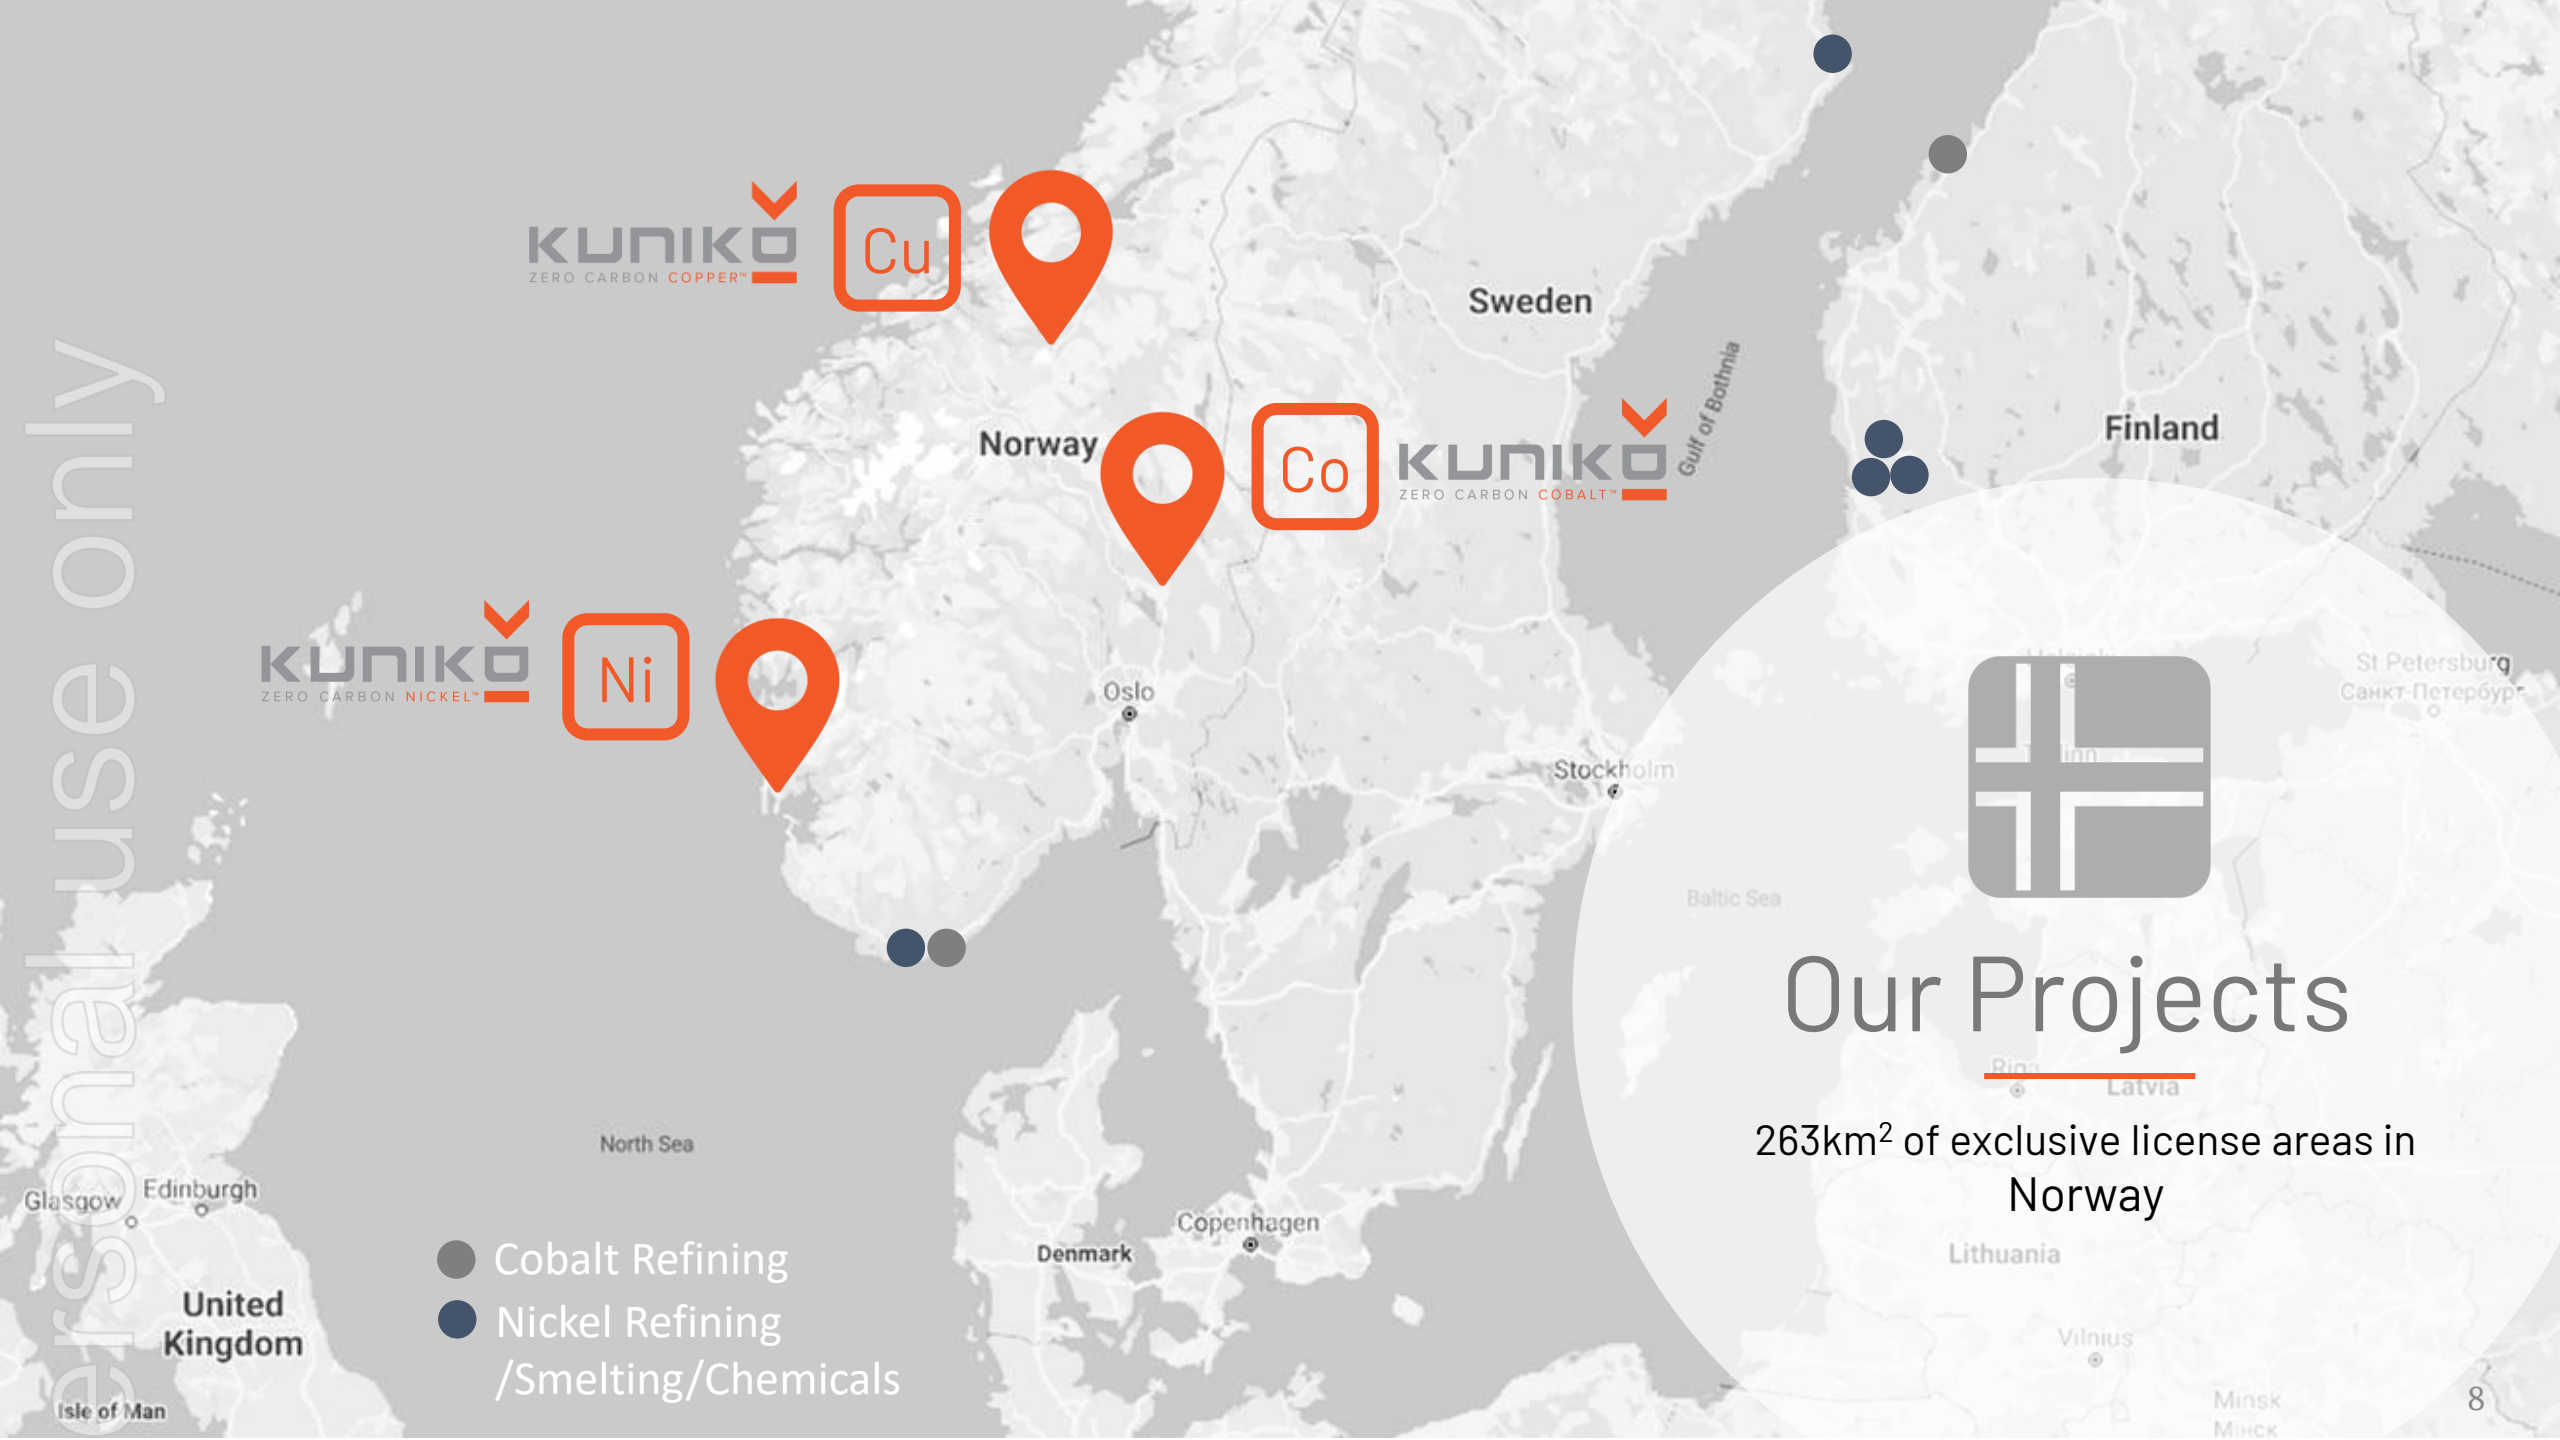 KUNIKO
ZERO CARBON COPPER™
Cu
Sweden
Gulf of Bothnia
Finland
Norway
Co
KUNIKO
ZERO CARBON COBALT™
KUNIKO
ZERO CARBON NICKEL™
Ni
Oslo
Stockholm
Helsinki
St Petersburg
Санкт-Петербург
Tallinn
Baltic Sea
Our Projects
Riga
Latvia
263km² of exclusive license areas in
Norway
North Sea
Glasgow
Edinburgh
Copenhagen
Denmark
Lithuania
Vilnius
Minsk
Мінск
United
Kingdom
Isle of Man
Cobalt Refining
Nickel Refining
/Smelting/Chemicals
ersonal use only
8